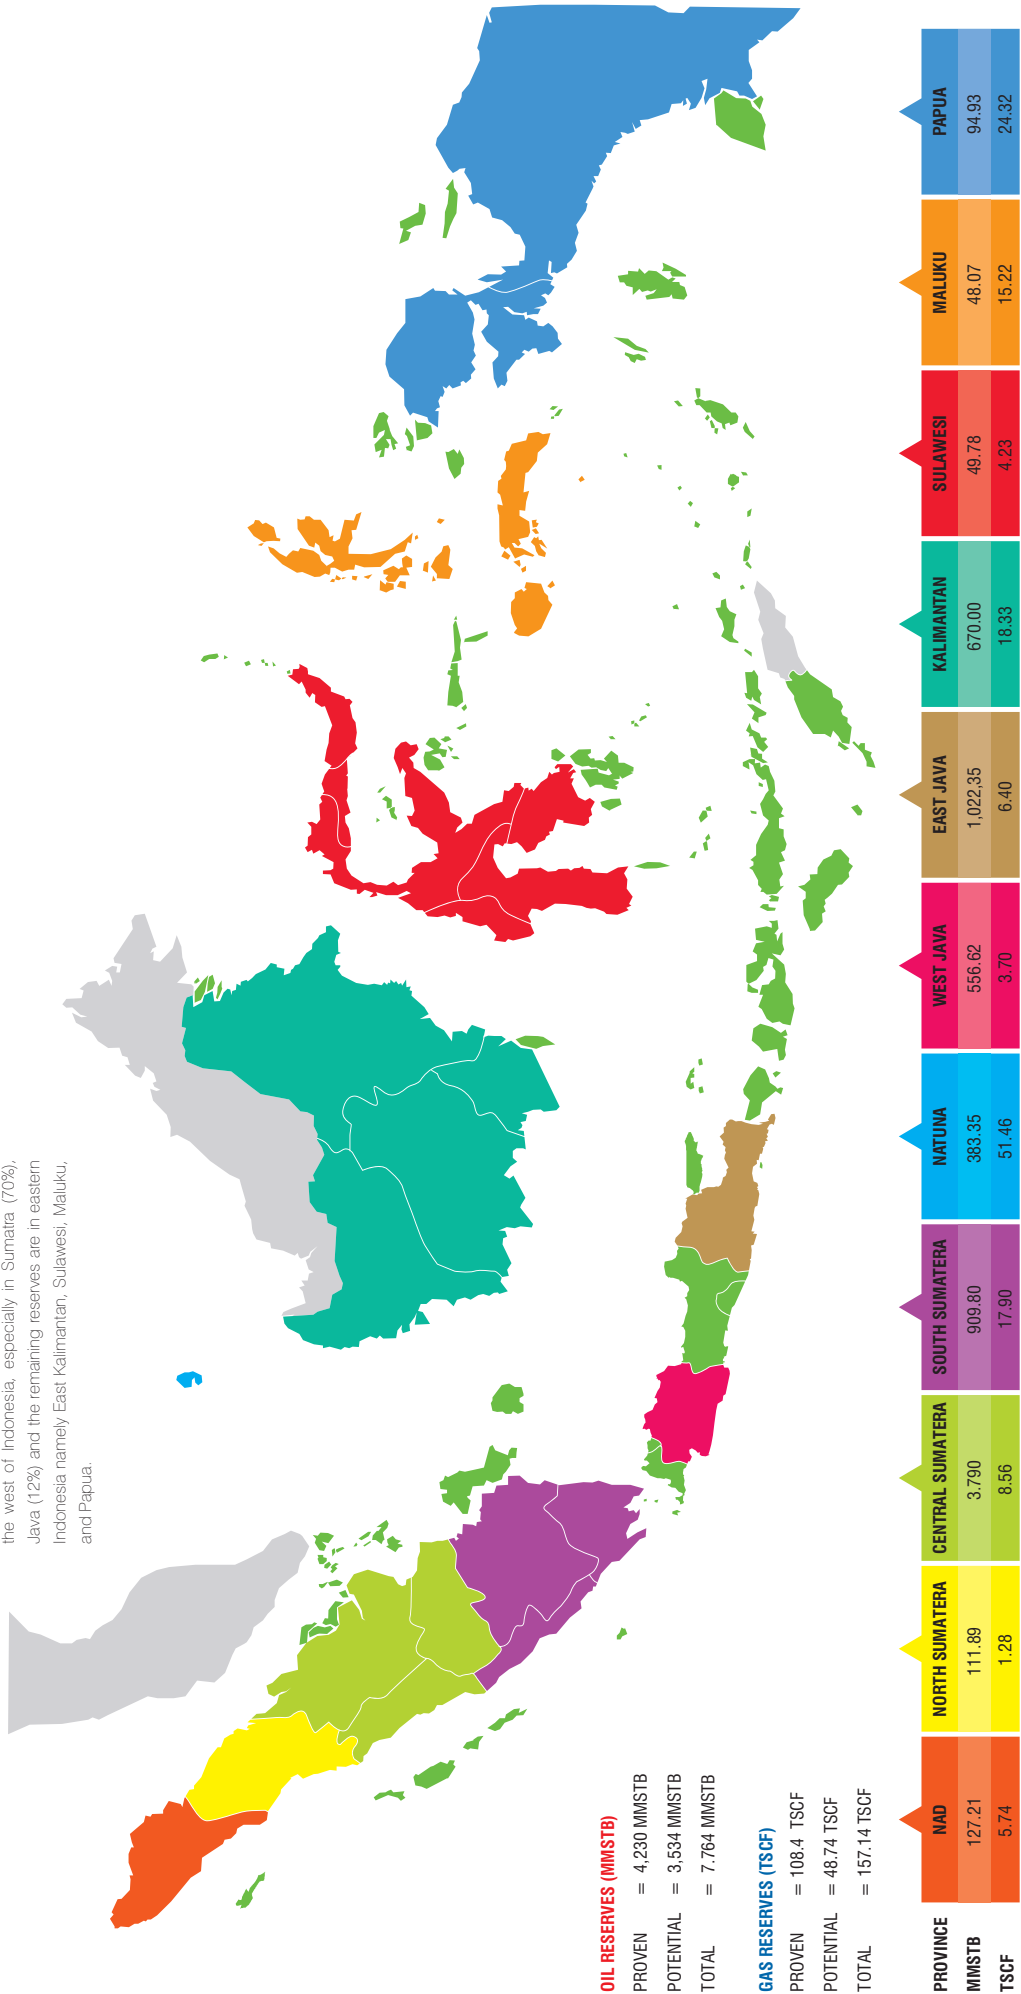 the west of Indonesia, especially in Sumatra (70%),
Java (12%) and the remaining reserves are in eastern
Indonesia namely East Kalimantan, Sulawesi, Maluku,
and Papua.
OIL RESERVES (MMSTB)
PROVEN = 4,230 MMSTB
POTENTIAL = 3,534 MMSTB
TOTAL = 7.764 MMSTB
GAS RESERVES (TSCF)
PROVEN = 108.4 TSCF
POTENTIAL = 48.74 TSCF
TOTAL = 157.14 TSCF
PROVINCE NAD NORTH SUMATERA CENTRAL SUMATERA SOUTH SUMATERA NATUNA WEST JAVA EAST JAVA KALIMANTAN SULAWESI MALUKU PAPUA
MMSTB 127.21 111.89 3.790 909.80 383.35 556.62 1,022,35 670.00 49.78 48.07 94.93
TSCF 5.74 1.28 8.56 17.90 51.46 3.70 6.40 18.33 4.23 15.22 24.32